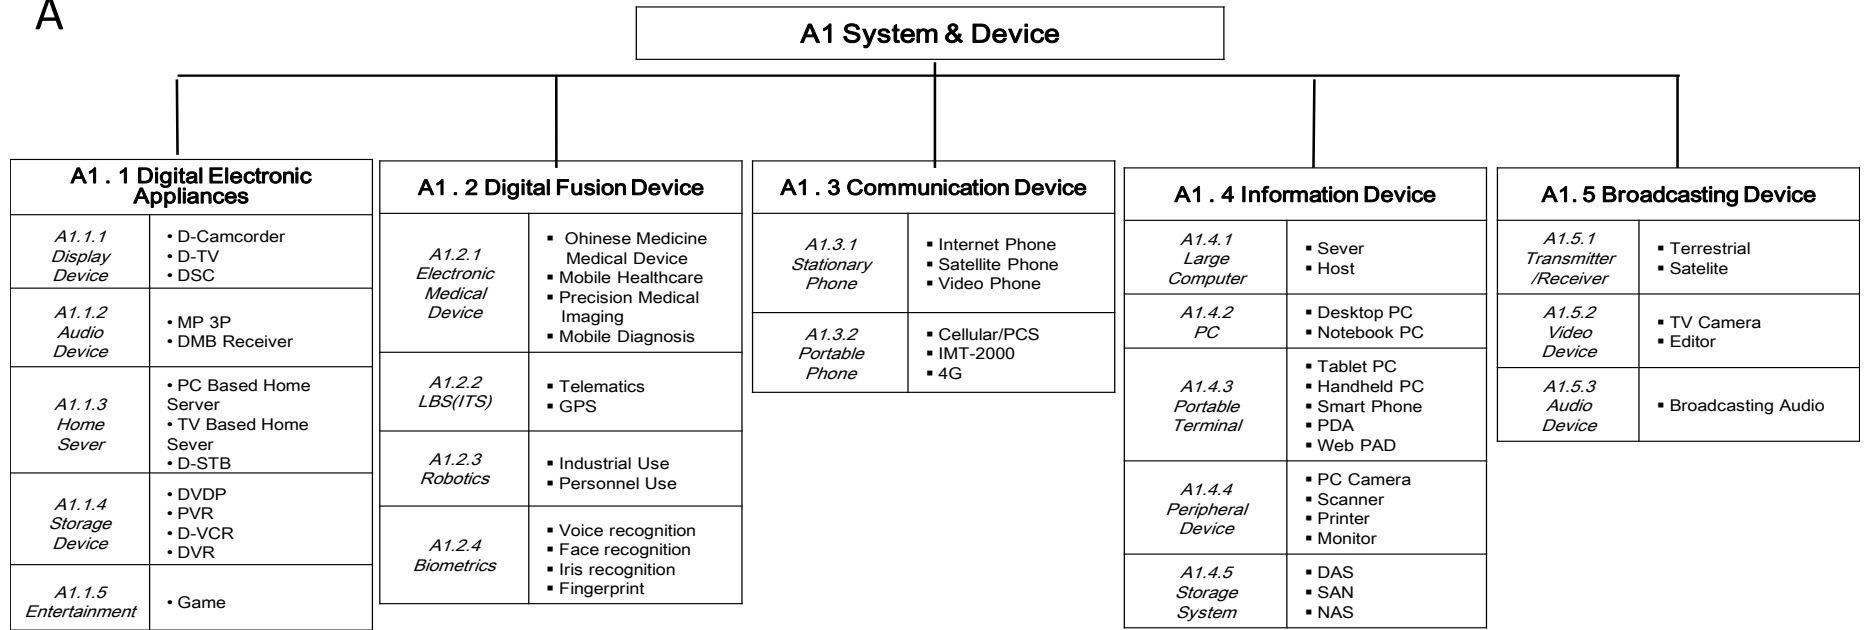 A
A1 System & Device
A1 . 1 Digital Electronic
Appliances
A1.1.1
Display
Device
• D-Camcorder
• D-TV
• DSC
A1.1.2
Audio
Device
• MP 3P
• DMB Receiver
A1.1.3
Home
Sever
• PC Based Home
Server
• TV Based Home
Sever
• D-STB
A1.1.4
Storage
Device
• DVDP
• PVR
• D-VCR
• DVR
A1.1.5
Entertainment
• Game
A1 . 2 Digital Fusion Device
A1.2.1
Electronic
Medical
Device
▪ Ohinese Medicine
Medical Device
▪ Mobile Healthcare
▪ Precision Medical
Imaging
▪ Mobile Diagnosis
A1.2.2
LBS(ITS)
▪ Telematics
▪ GPS
A1.2.3
Robotics
▪ Industrial Use
▪ Personnel Use
A1.2.4
Biometrics
▪ Voice recognition
▪ Face recognition
▪ Iris recognition
▪ Fingerprint
A1 . 3 Communication Device
A1.3.1
Stationary
Phone
▪ Internet Phone
▪ Satellite Phone
▪ Video Phone
A1.3.2
Portable
Phone
▪ Cellular/PCS
▪ IMT-2000
▪ 4G
A1 . 4 Information Device
A1.4.1
Large
Computer
▪ Sever
▪ Host
A1.4.2
PC
▪ Desktop PC
▪ Notebook PC
A1.4.3
Portable
Terminal
▪ Tablet PC
▪ Handheld PC
▪ Smart Phone
▪ PDA
▪ Web PAD
A1.4.4
Peripheral
Device
▪ PC Camera
▪ Scanner
▪ Printer
▪ Monitor
A1.4.5
Storage
System
▪ DAS
▪ SAN
▪ NAS
A1. 5 Broadcasting Device
A1.5.1
Transmitter
/Receiver
▪ Terrestrial
▪ Satelite
A1.5.2
Video
Device
▪ TV Camera
▪ Editor
A1.5.3
Audio
Device
▪ Broadcasting Audio